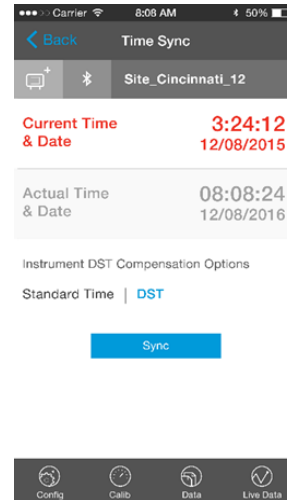 Carrier 8:08 AM 50%
Back Time Sync
Site_Cincinnati_12
Current Time 3:24:12
& Date 12/08/2015
Actual Time 08:08:24
& Date 12/08/2016
Instrument DST Compensation Options
Standard Time | DST
Sync
Config Calib Data Live Data